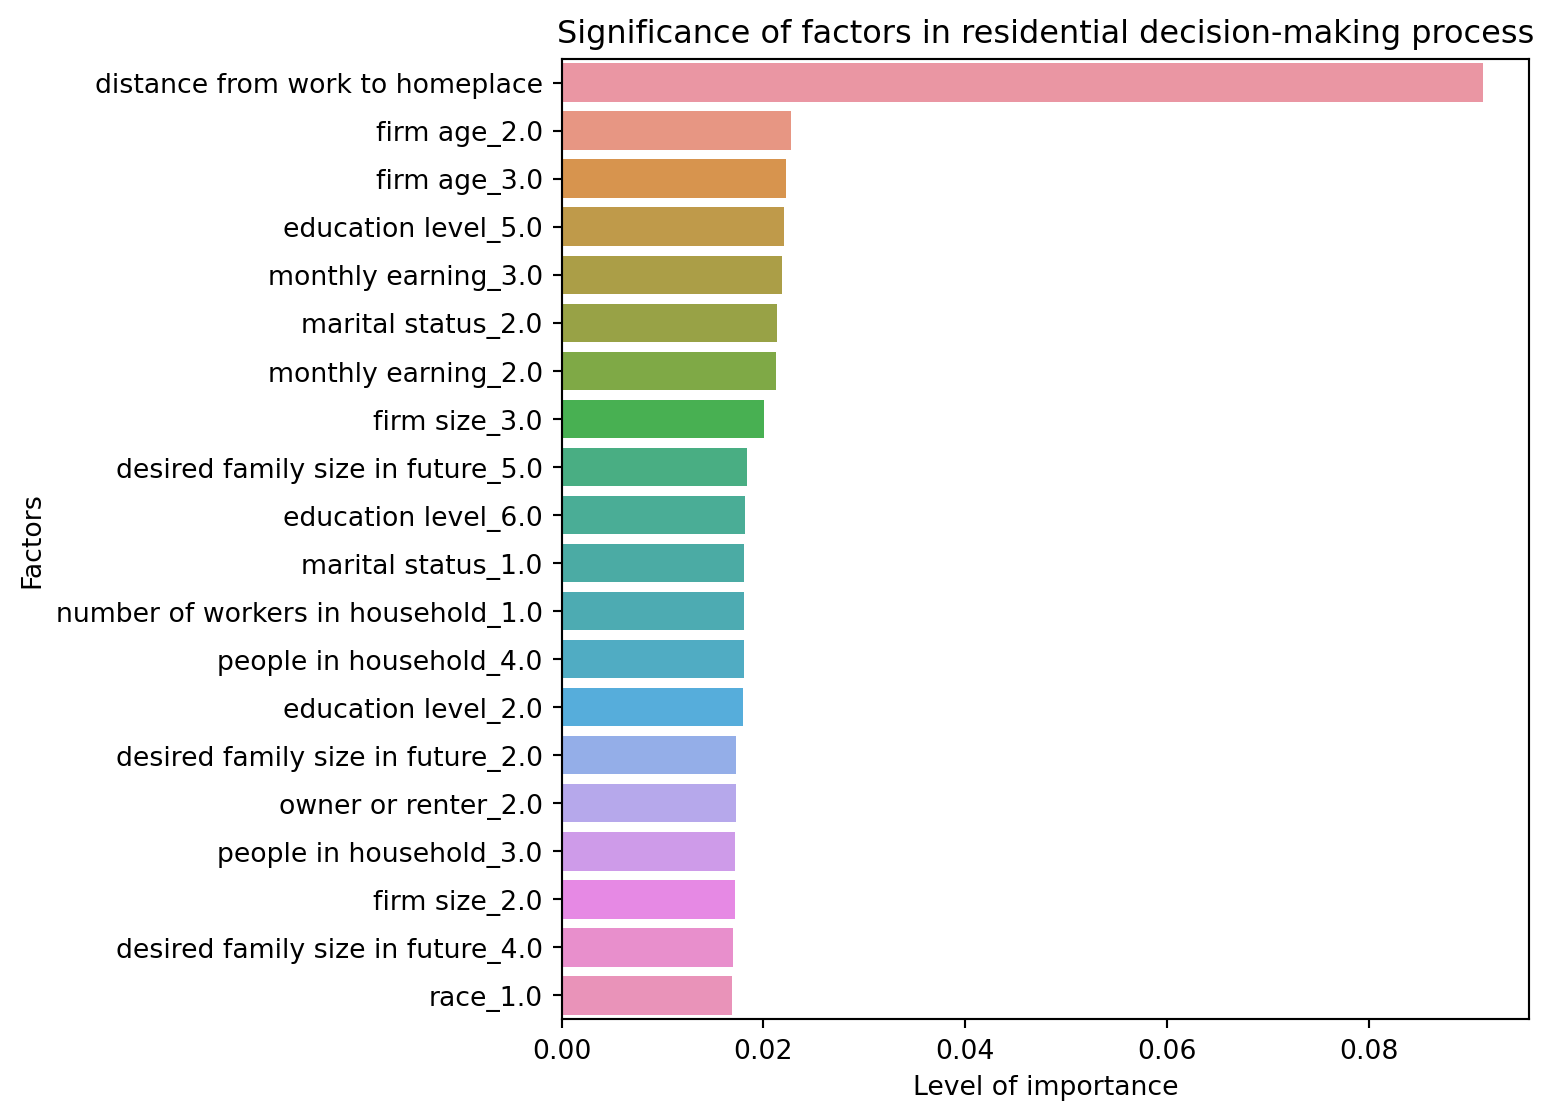 Significance of factors in residential decision-making process
distance from work to homeplace
firm age_2.0
firm age_3.0
education level_5.0
monthly earning_3.0
marital status_2.0
monthly earning_2.0
firm size_3.0
desired family size in future_5.0
education level_6.0
marital status_1.0
number of workers in household_1.0
people in household_4.0
education level_2.0
desired family size in future_2.0
owner or renter_2.0
people in household_3.0
firm size_2.0
desired family size in future_4.0
race_1.0
Factors
0.00 0.02 0.04 0.06 0.08
Level of importance